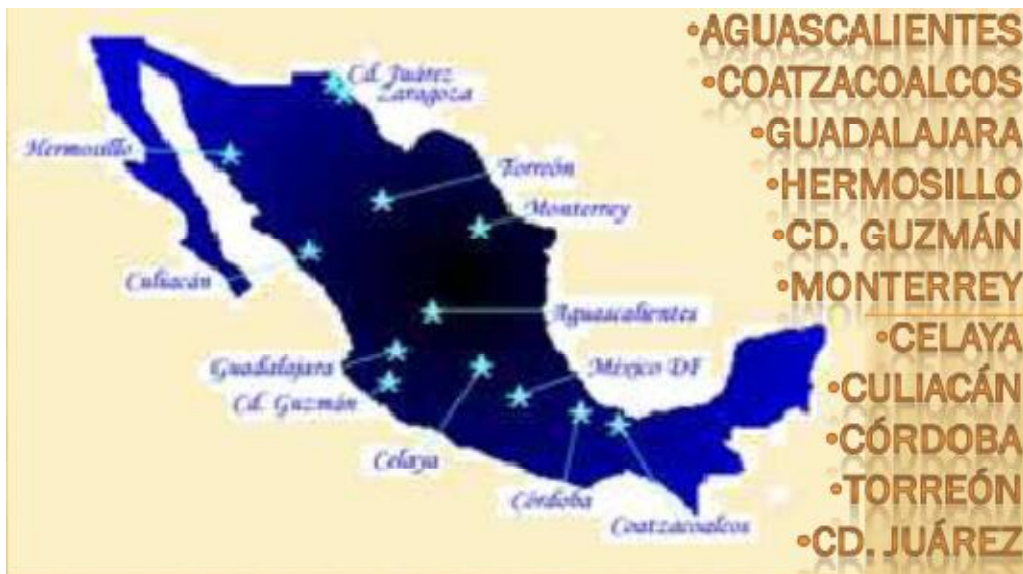 Cd. Juárez
Zaragoza
Hermosillo
Torreón
Monterrey
Culiacán
Aguascalientes
Guadalajara
México DF
Cd. Guzmán
Celaya
Córdoba
Coatzacoalcos
•AGUASCALIENTES
•COATZACOALCOS
•GUADALAJARA
•HERMOSILLO
•CD. GUZMÁN
•MONTERREY
•CELAYA
•CULIACÁN
•CÓRDOBA
•TORREÓN
•CD. JUÁREZ